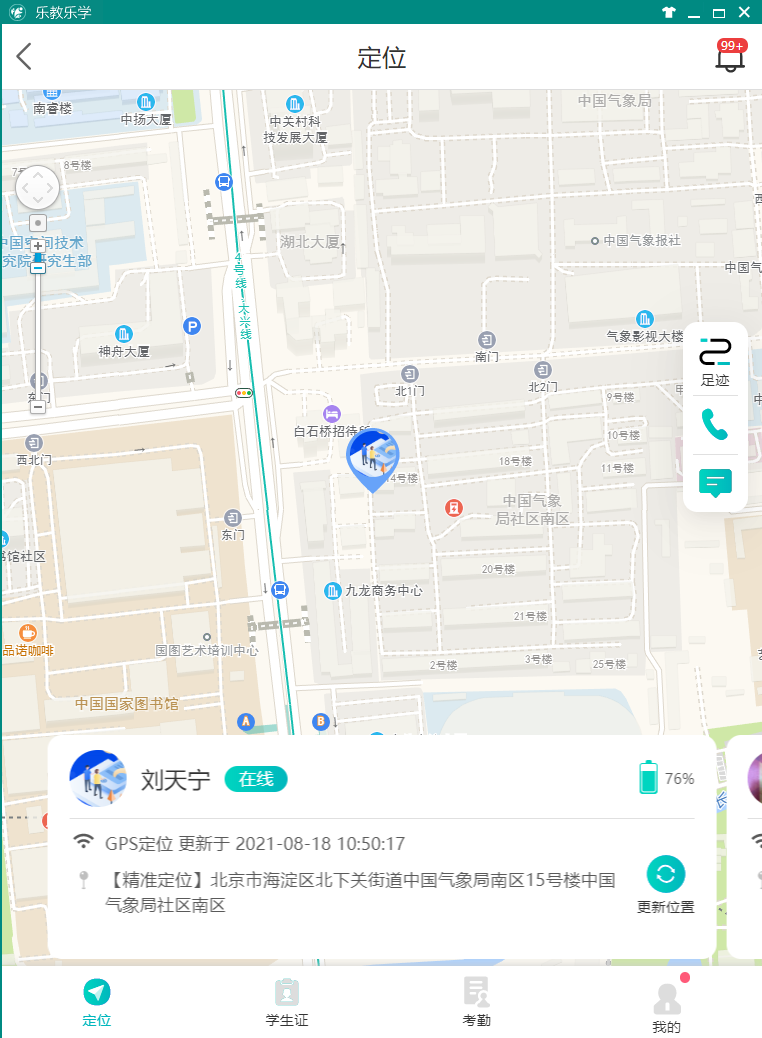 乐教乐学
定位
99+
南睿楼
中扬大厦
中关村科
技发展大厦
中国气象局
8号楼
湖北大厦
中国气象报社
中国空间技术
究院研究生部
4号线大兴线
中国气
P
神舟大厦
气象影视大楼
南门
足迹
东门
北1门
北2门
9号楼
白石桥招待所
10号楼
西北门
18号楼
11号楼
14号楼
中国气象
局社区南区
东门
书馆社区
20号楼
九龙商务中心
21号楼
品诺咖啡
国图艺术培训中心
2号楼
3号楼
25号楼
中国国家图书馆
A
B
刘天宁
在线
76%
GPS定位 更新于 2021-08-18 10:50:17
【精准定位】北京市海淀区北下关街道中国气象局南区15号楼中国
气象局社区南区
更新位置
定位
学生证
考勤
我的